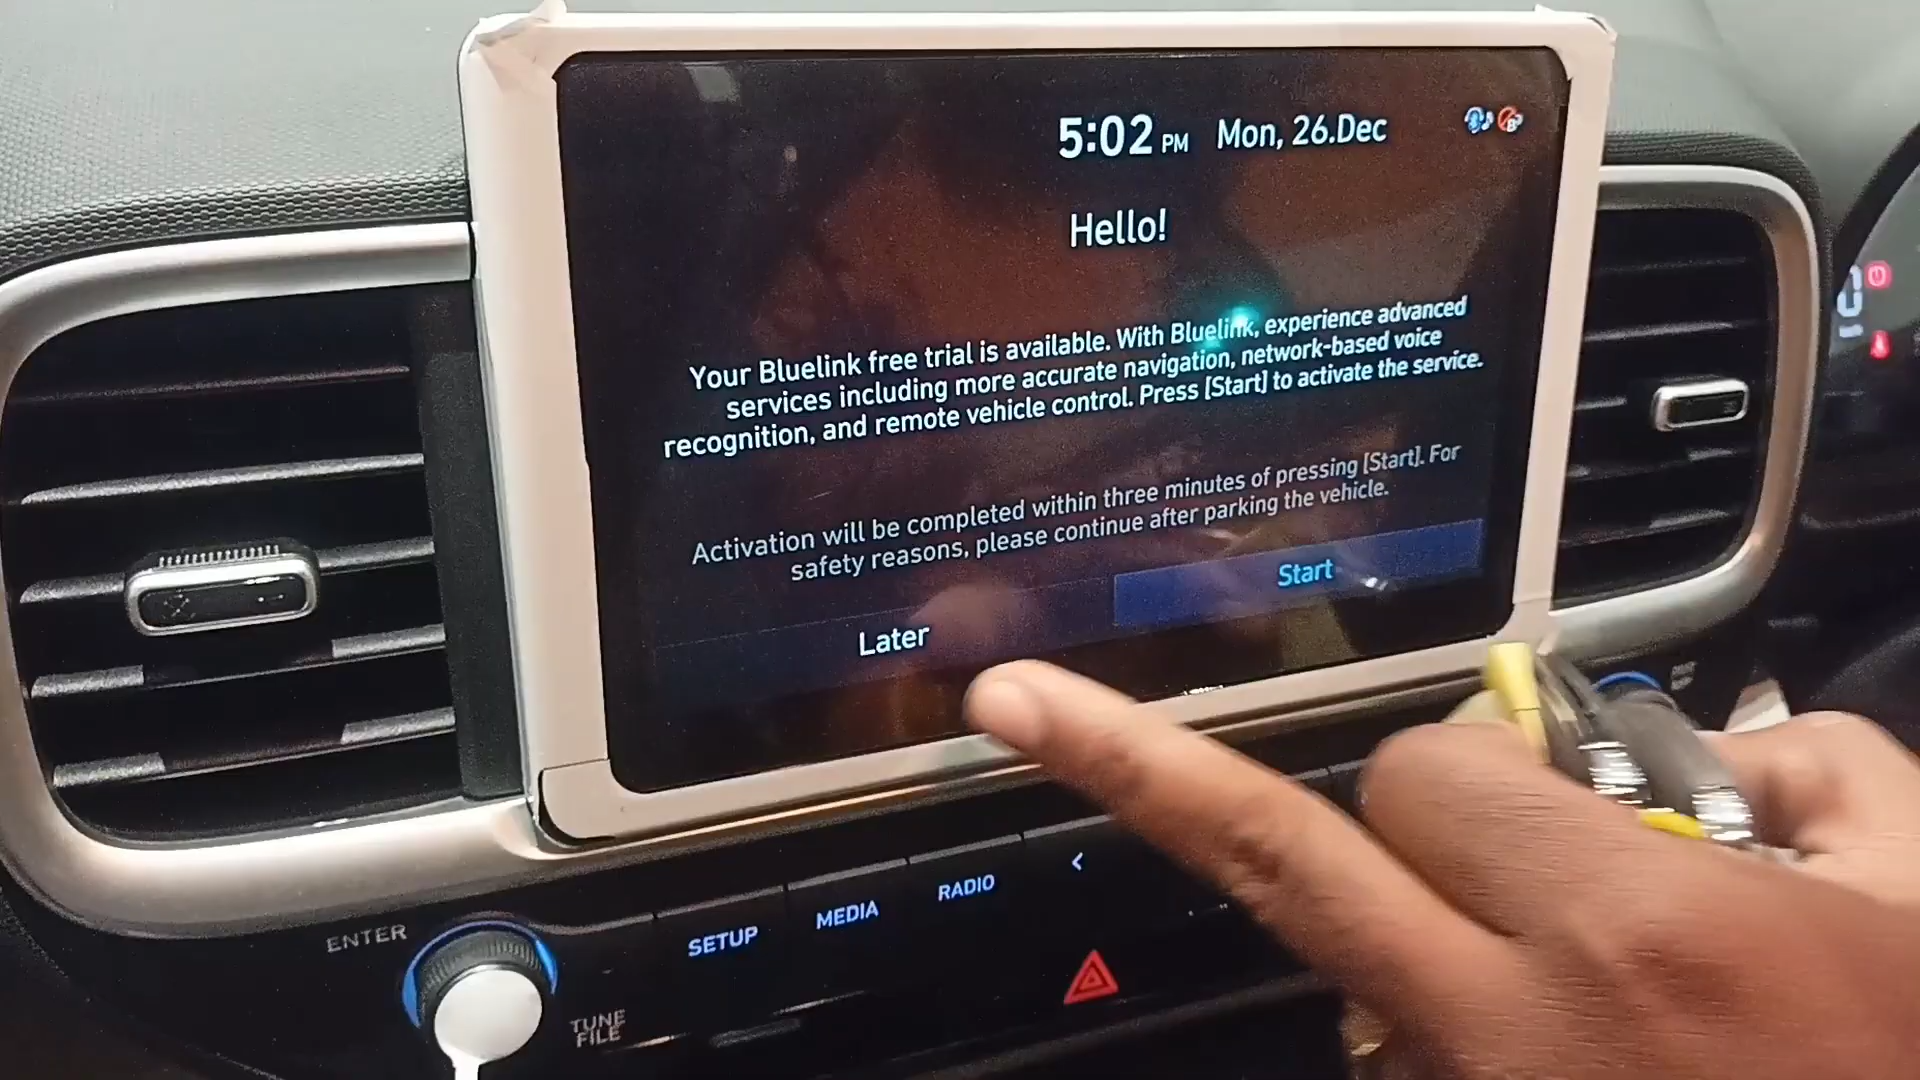 5:02 PM Mon, 26.Dec
Hello!
Your Bluelink free trial is available. With Bluelink, experience advanced
services including more accurate navigation, network-based voice
recognition, and remote vehicle control. Press [Start] to activate the service.
Activation will be completed within three minutes of pressing [Start]. For
safety reasons, please continue after parking the vehicle.
Later
Start
ENTER
SETUP
MEDIA
RADIO
<
TUNE
FILE
0